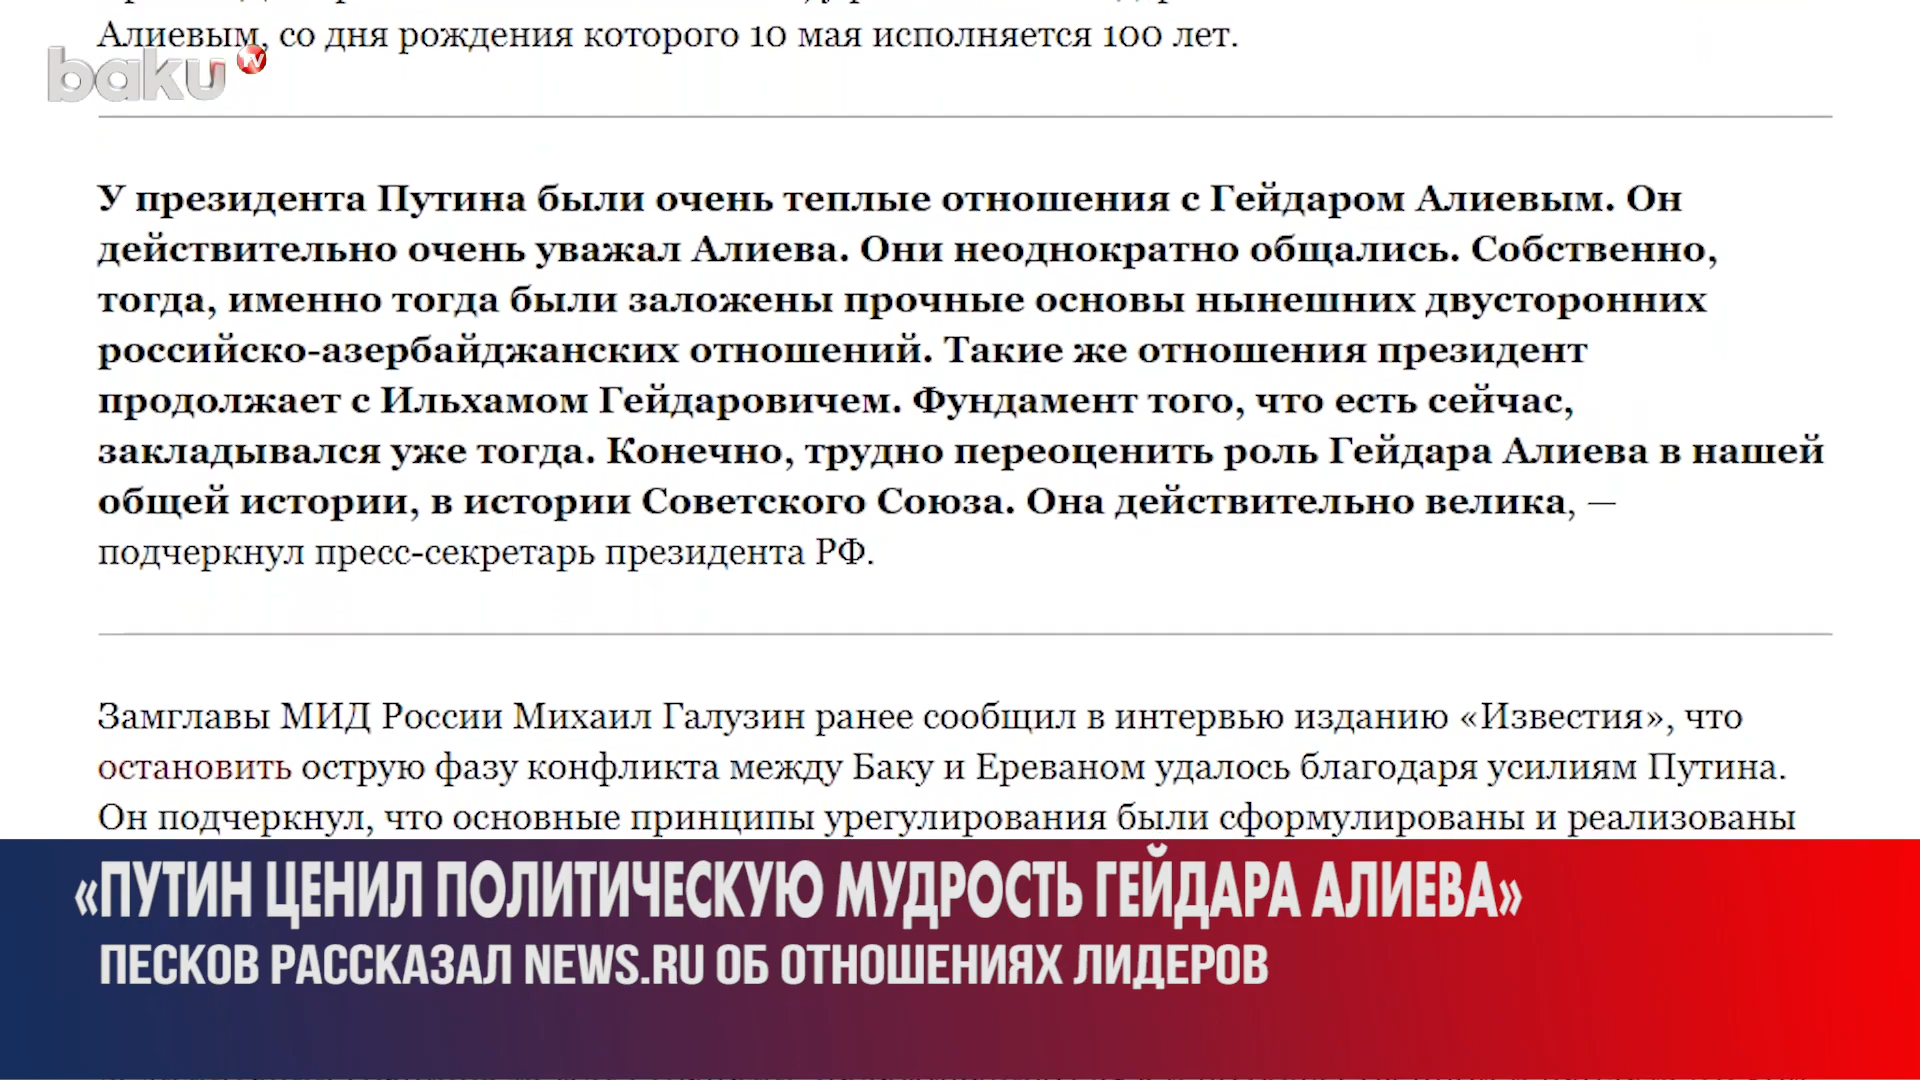 Алиевым, со дня рождения которого 10 мая исполняется 100 лет.
baku TV
У президента Путина были очень теплые отношения с Гейдаром Алиевым. Он
действительно очень уважал Алиева. Они неоднократно общались. Собственно,
тогда, именно тогда были заложены прочные основы нынешних двусторонних
российско-азербайджанских отношений. Такие же отношения президент
продолжает с Ильхамом Гейдаровичем. Фундамент того, что есть сейчас,
закладывался уже тогда. Конечно, трудно переоценить роль Гейдара Алиева в нашей
общей истории, в истории Советского Союза. Она действительно велика, —
подчеркнул пресс-секретарь президента РФ.
Замглавы МИД России Михаил Галузин ранее сообщил в интервью изданию «Известия», что
остановить острую фазу конфликта между Баку и Ереваном удалось благодаря усилиям Путина.
Он подчеркнул, что основные принципы урегулирования были сформулированы и реализованы
«ПУТИН ЦЕНИЛ ПОЛИТИЧЕСКУЮ МУДРОСТЬ ГЕЙДАРА АЛИЕВА»
ПЕСКОВ РАССКАЗАЛ NEWS.RU ОБ ОТНОШЕНИЯХ ЛИДЕРОВ